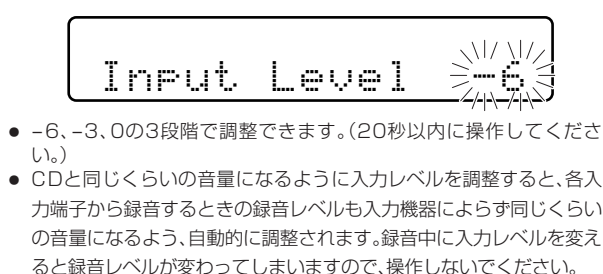 Input Level -6
● −6、−3、0の3段階で調整できます。(20秒以内に操作してくださ
い。)
● CDと同じくらいの音量になるように入力レベルを調整すると、各入
力端子から録音するときの録音レベルも入力機器によらず同じくらい
の音量になるよう、自動的に調整されます。録音中に入力レベルを変え
ると録音レベルが変わってしまいますので、操作しないでください。